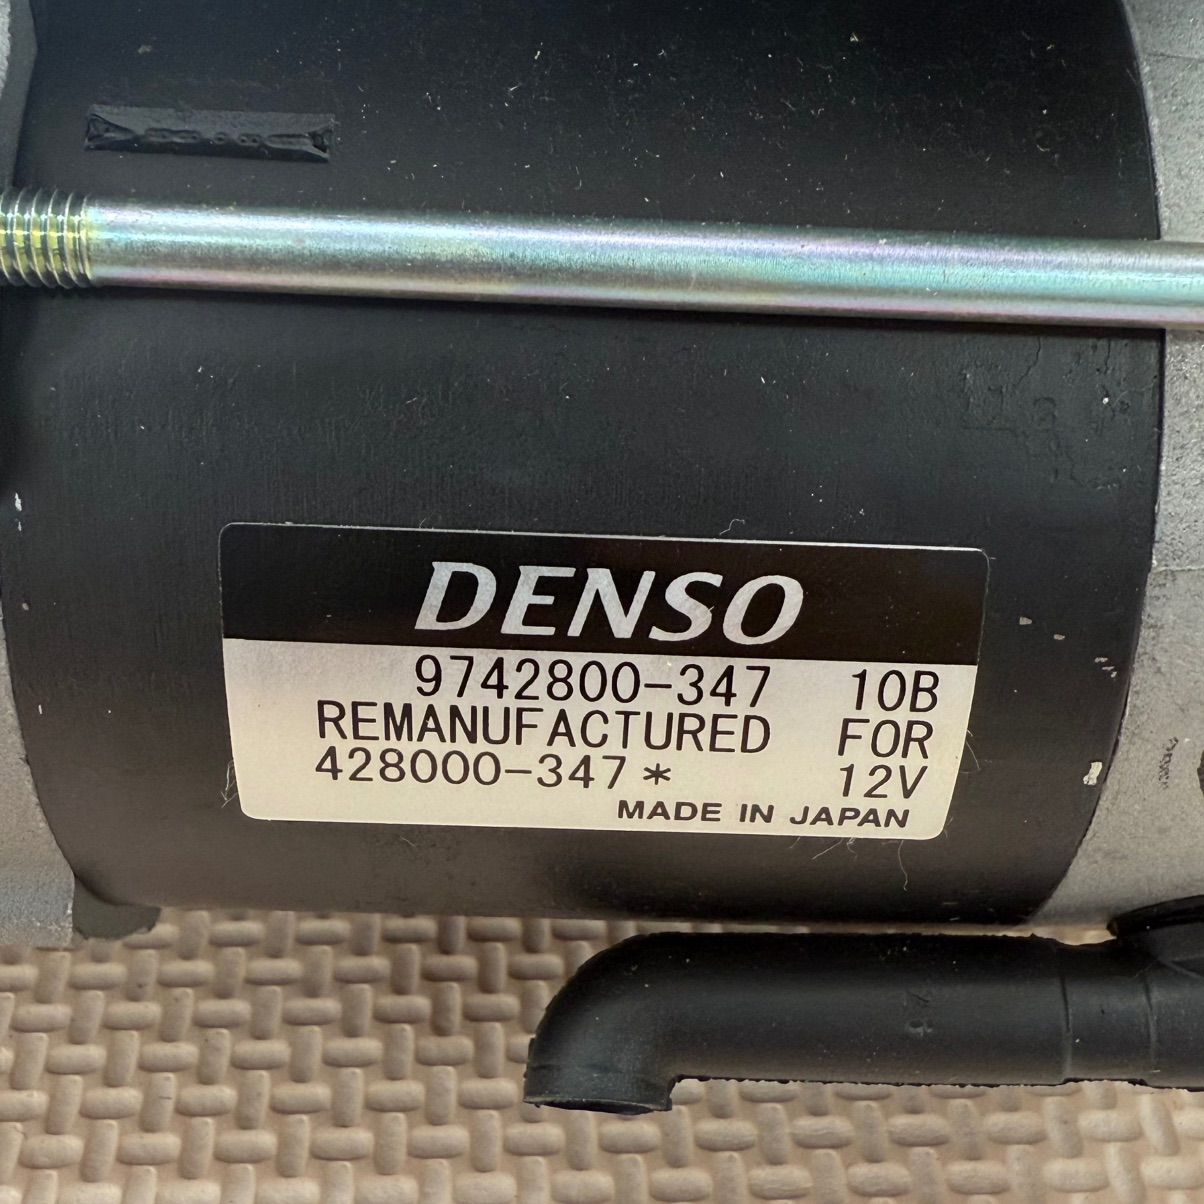 DENSO
9742800-347 10B
REMANUFACTURED FOR
428000-347* 12V
MADE IN JAPAN